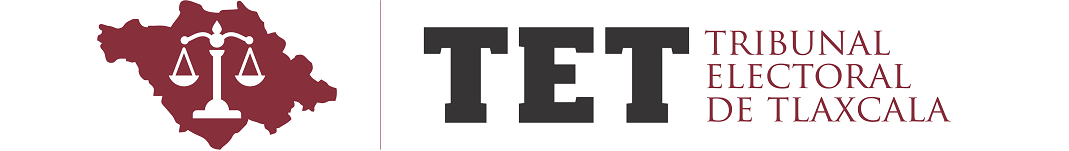 TET
TRIBUNAL
ELECTORAL
DE TLAXCALA